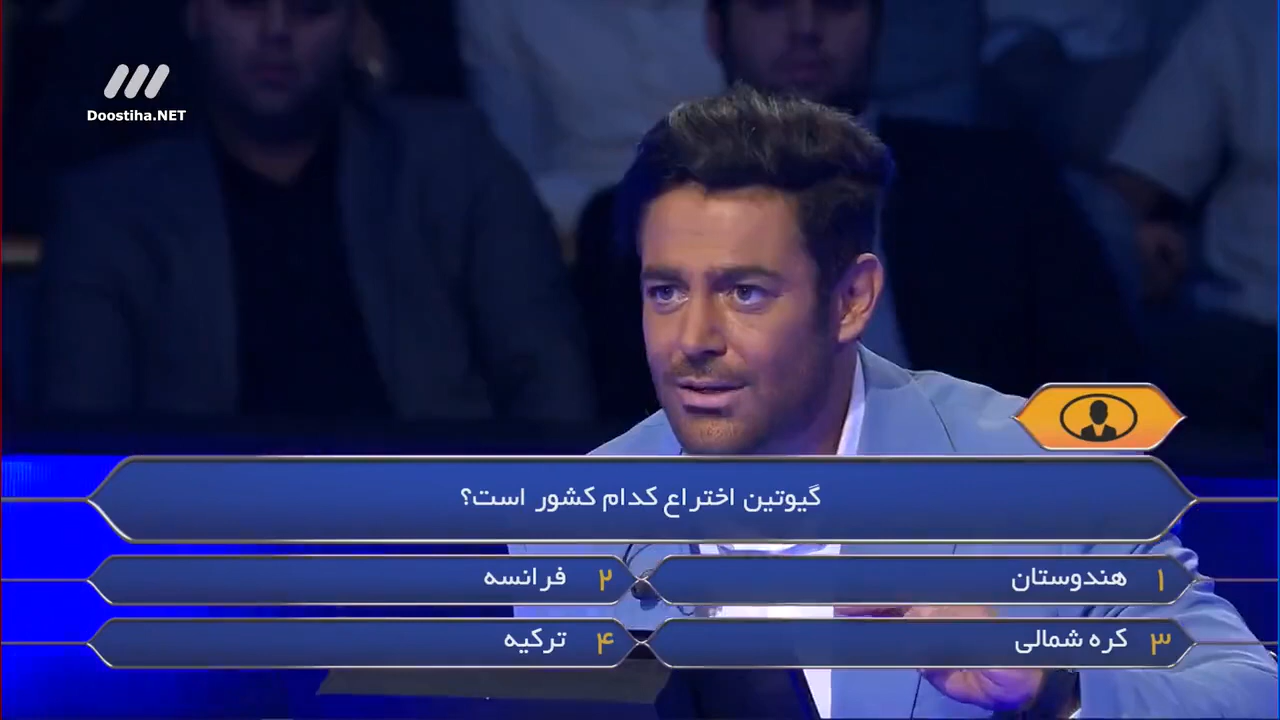 Doostiha.NET
گیوتین اختراع کدام کشور است؟
۱ هندوستان
۲ فرانسه
۳ کره شمالی
۴ ترکیه